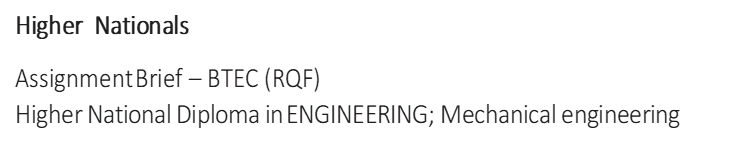 Higher Nationals
Assignment Brief – BTEC (RQF)
Higher National Diploma in ENGINEERING; Mechanical engineering